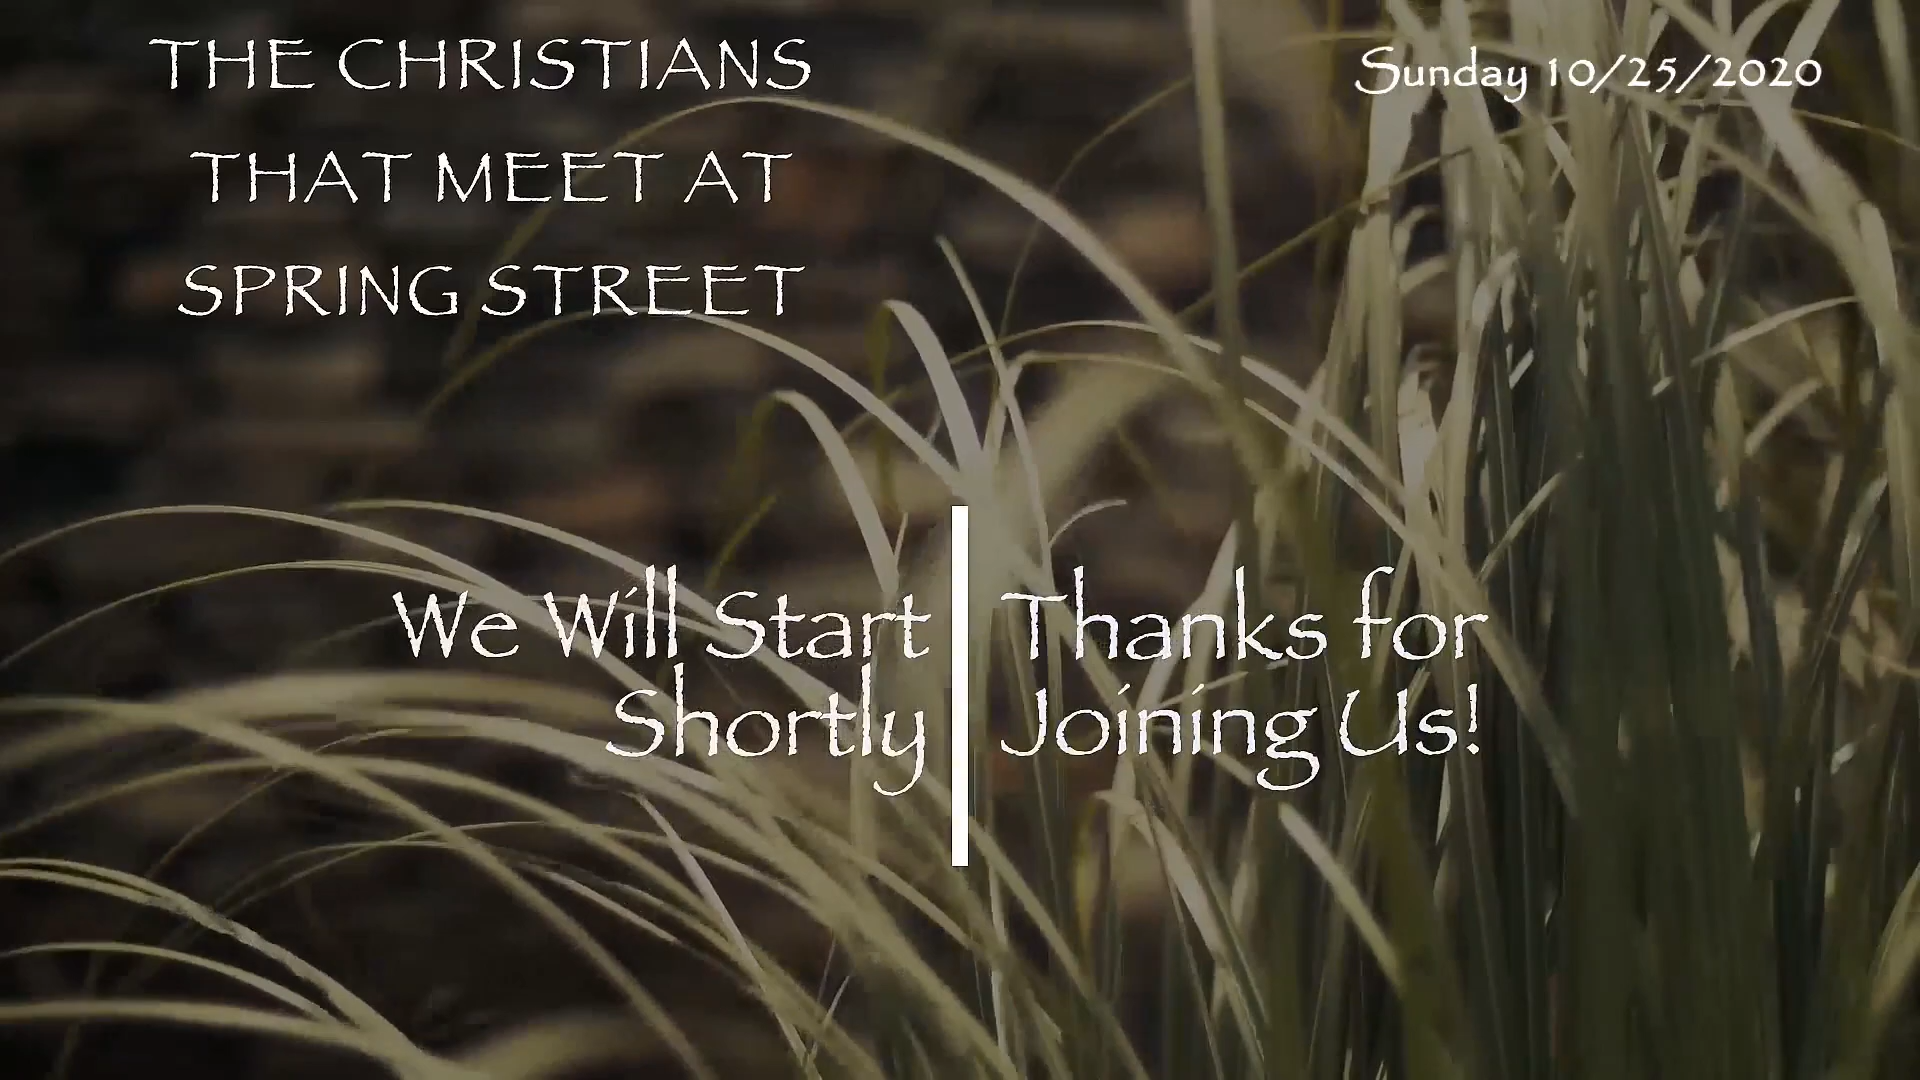 THE CHRISTIANS
THAT MEET AT
SPRING STREET
Sunday 10/25/2020
We Will Start
Shortly
Thanks for
Joining Us!